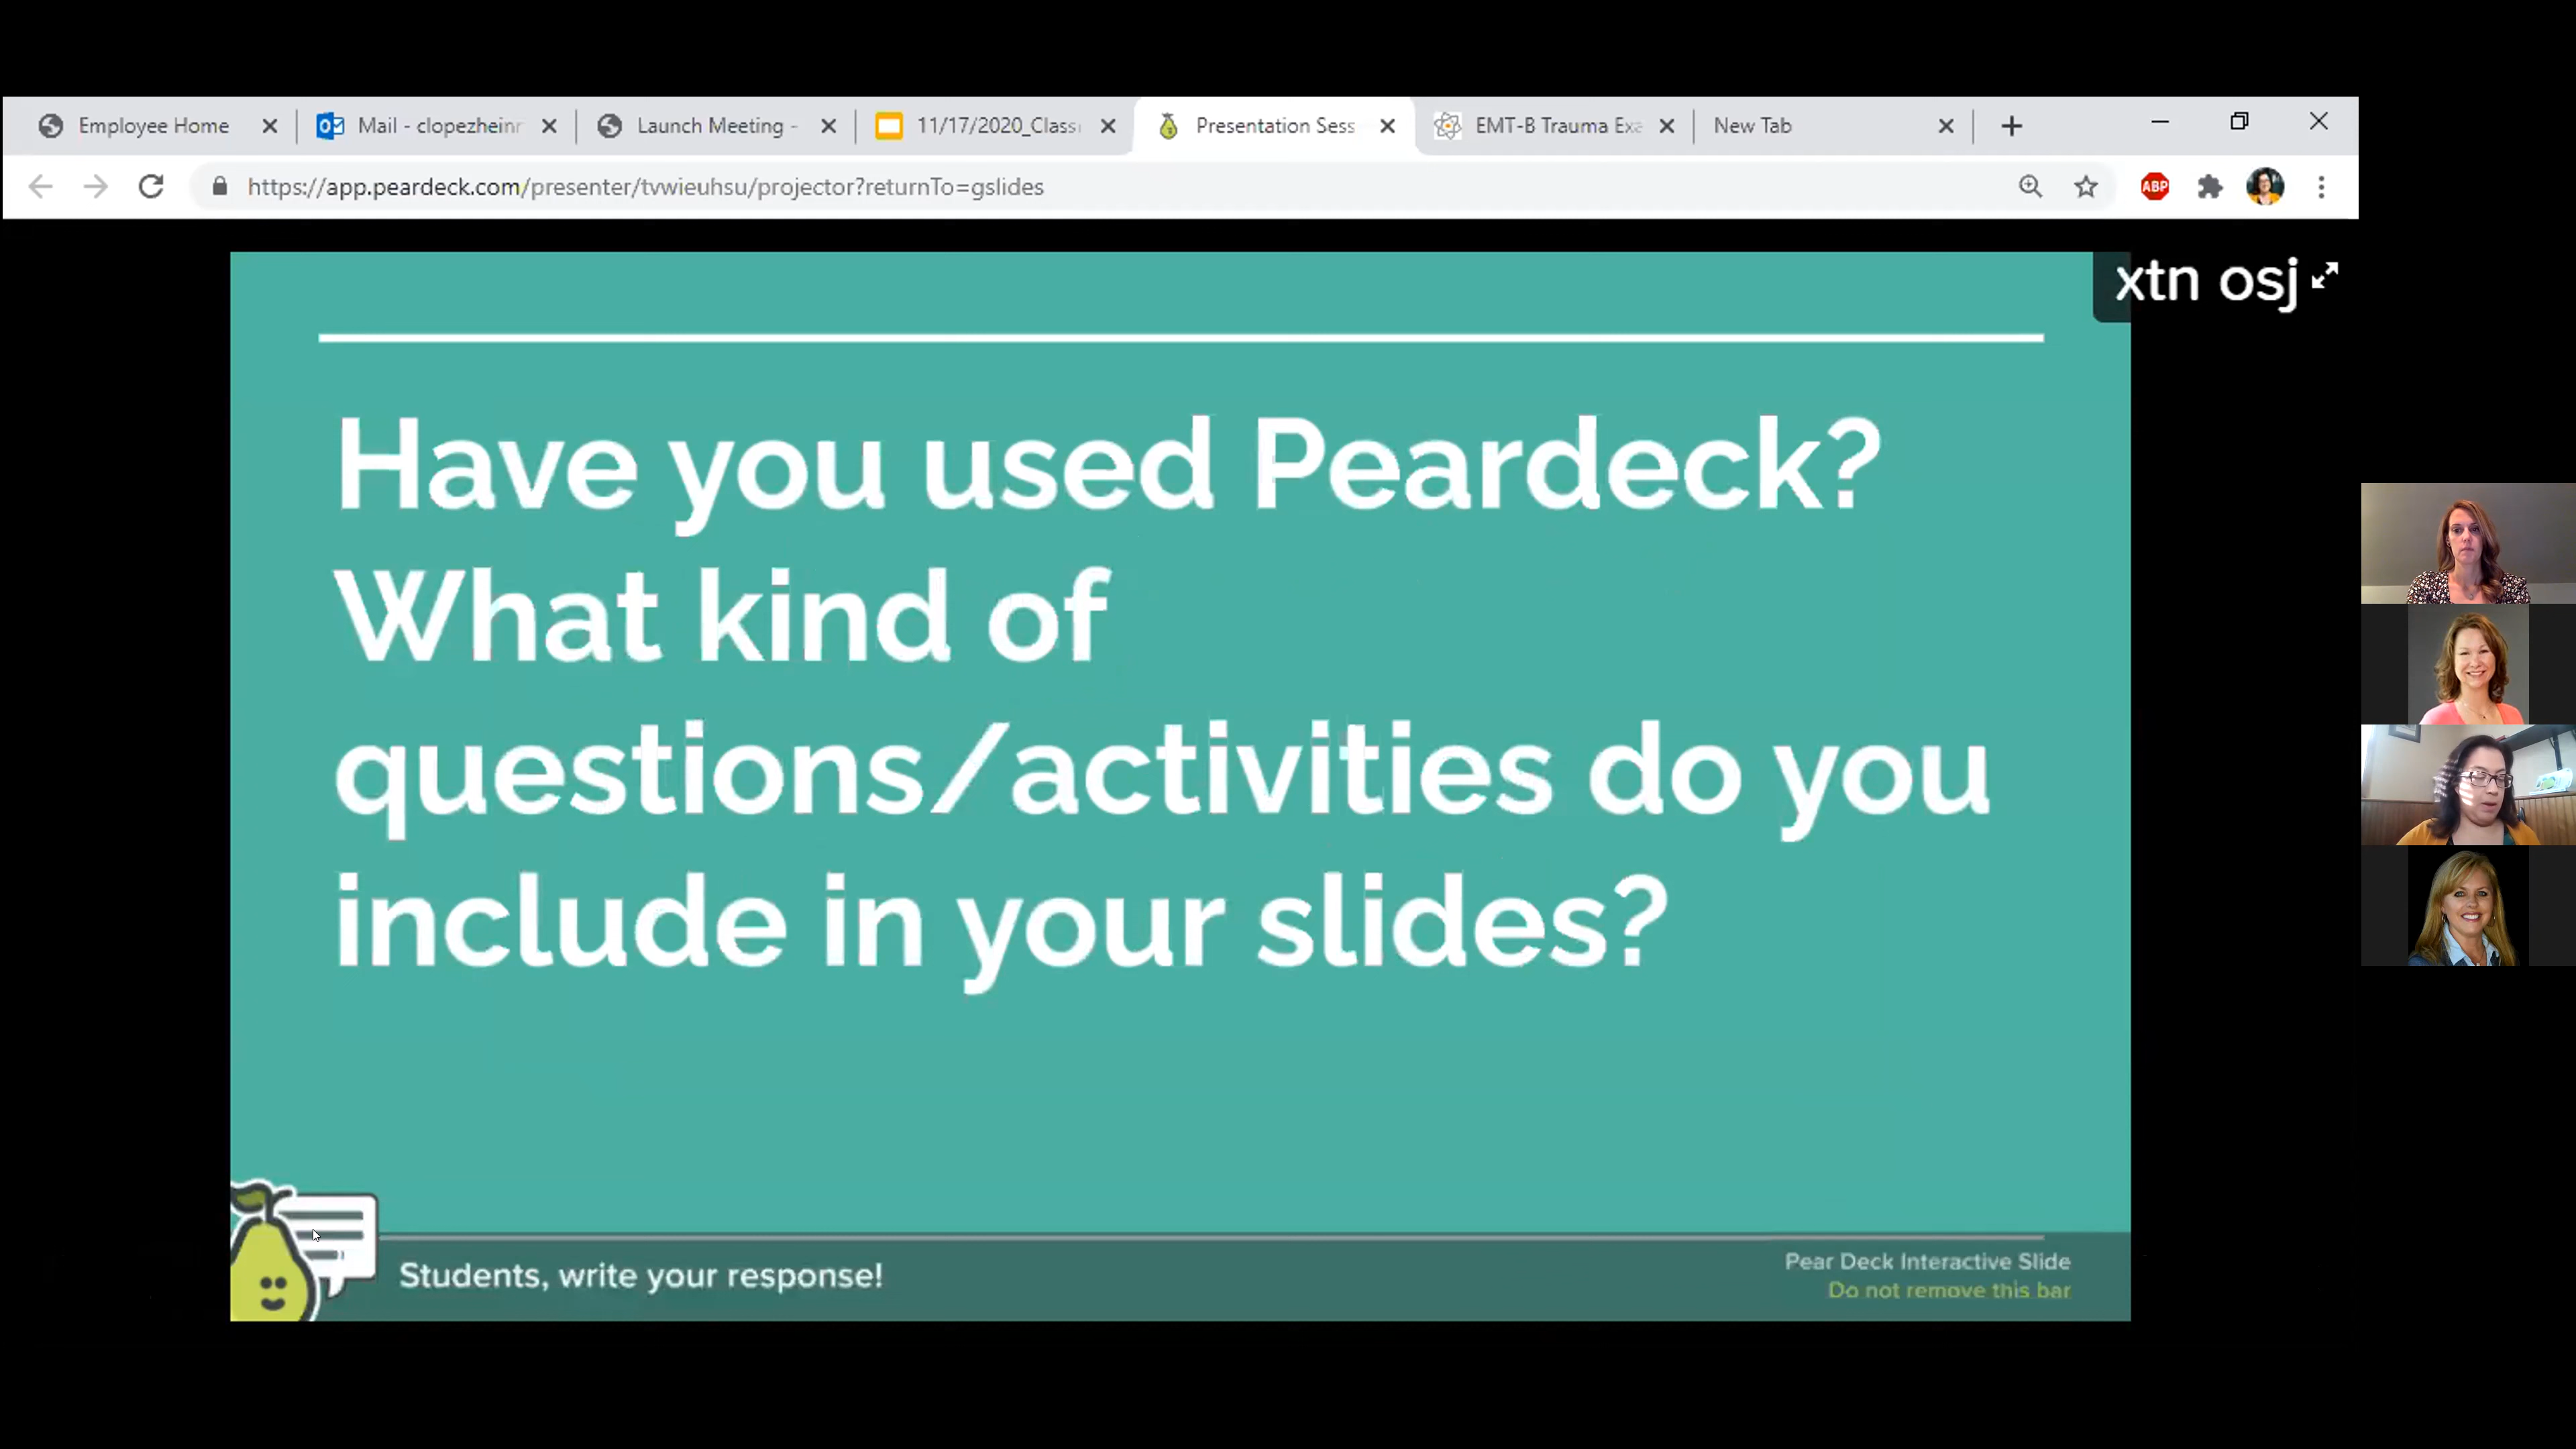 Employee Home
Mail - clopezhein
Launch Meeting -
11/17/2020_Class
Presentation Sess
EMT-B Trauma Exa
New Tab
https://app.peardeck.com/presenter/tvwieuhsu/projector?returnTo=gslides
ABP
xtn osj
Have you used Peardeck?
What kind of
questions/activities do you
include in your slides?
Students, write your response!
Pear Deck Interactive Slide
Do not remove this bar